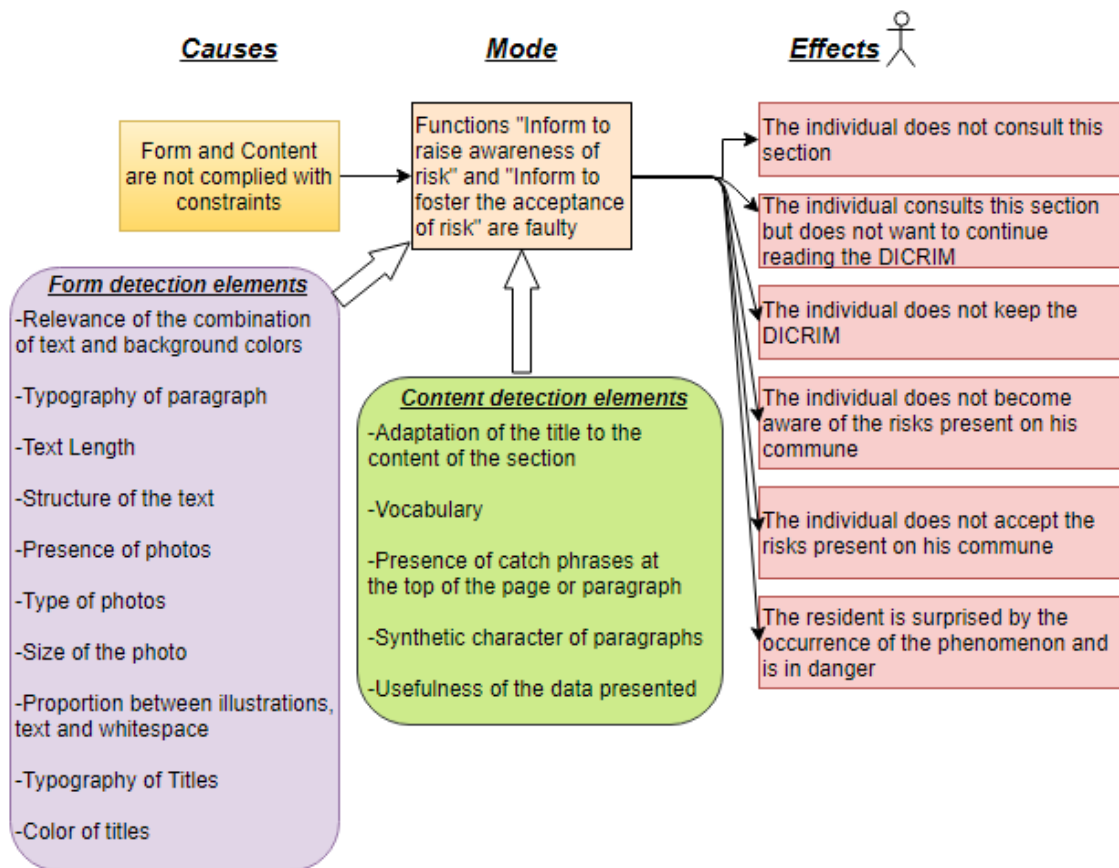 Causes
Mode
Effects
Form and Content
are not complied with
constraints
Functions "Inform to
raise awareness of
risk" and "Inform to
foster the acceptance
of risk" are faulty
The individual does not consult this
section
The individual consults this section
but does not want to continue
reading the DICRIM
The individual does not keep the
DICRIM
The individual does not become
aware of the risks present on his
commune
The individual does not accept the
risks present on his commune
The resident is surprised by the
occurrence of the phenomenon and
is in danger
Form detection elements
-Relevance of the combination
of text and background colors
-Typography of paragraph
-Text Length
-Structure of the text
-Presence of photos
-Type of photos
-Size of the photo
-Proportion between illustrations,
text and whitespace
-Typography of Titles
-Color of titles
Content detection elements
-Adaptation of the title to the
content of the section
-Vocabulary
-Presence of catch phrases at
the top of the page or paragraph
-Synthetic character of paragraphs
-Usefulness of the data presented